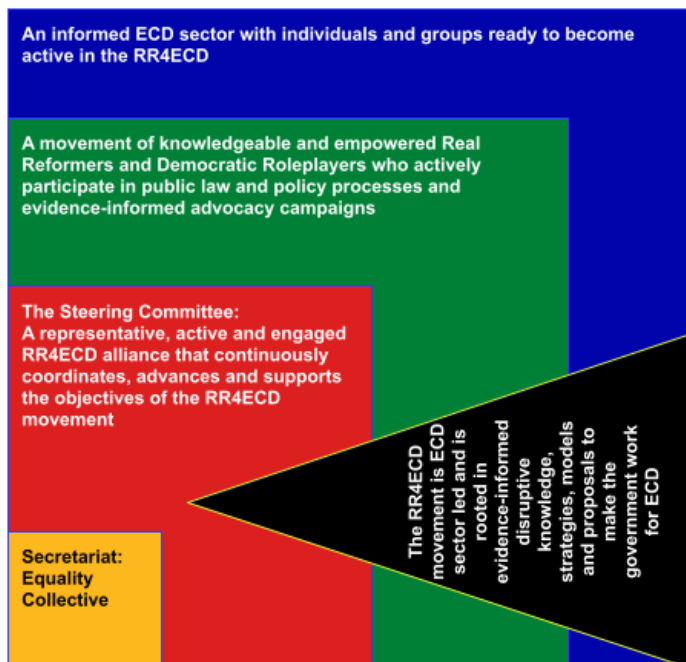 An informed ECD sector with individuals and groups ready to become
active in the RR4ECD
A movement of knowledgeable and empowered Real
Reformers and Democratic Roleplayers who actively
participate in public law and policy processes and
evidence-informed advocacy campaigns
The Steering Committee:
A representative, active and engaged
RR4ECD alliance that continuously
coordinates, advances and supports
the objectives of the RR4ECD
movement
Secretariat:
Equality
Collective
The RR4ECD
movement is ECD
sector led and is
rooted in
evidence-informed
disruptive
knowledge,
strategies, models
and proposals to
make the
government work
for ECD